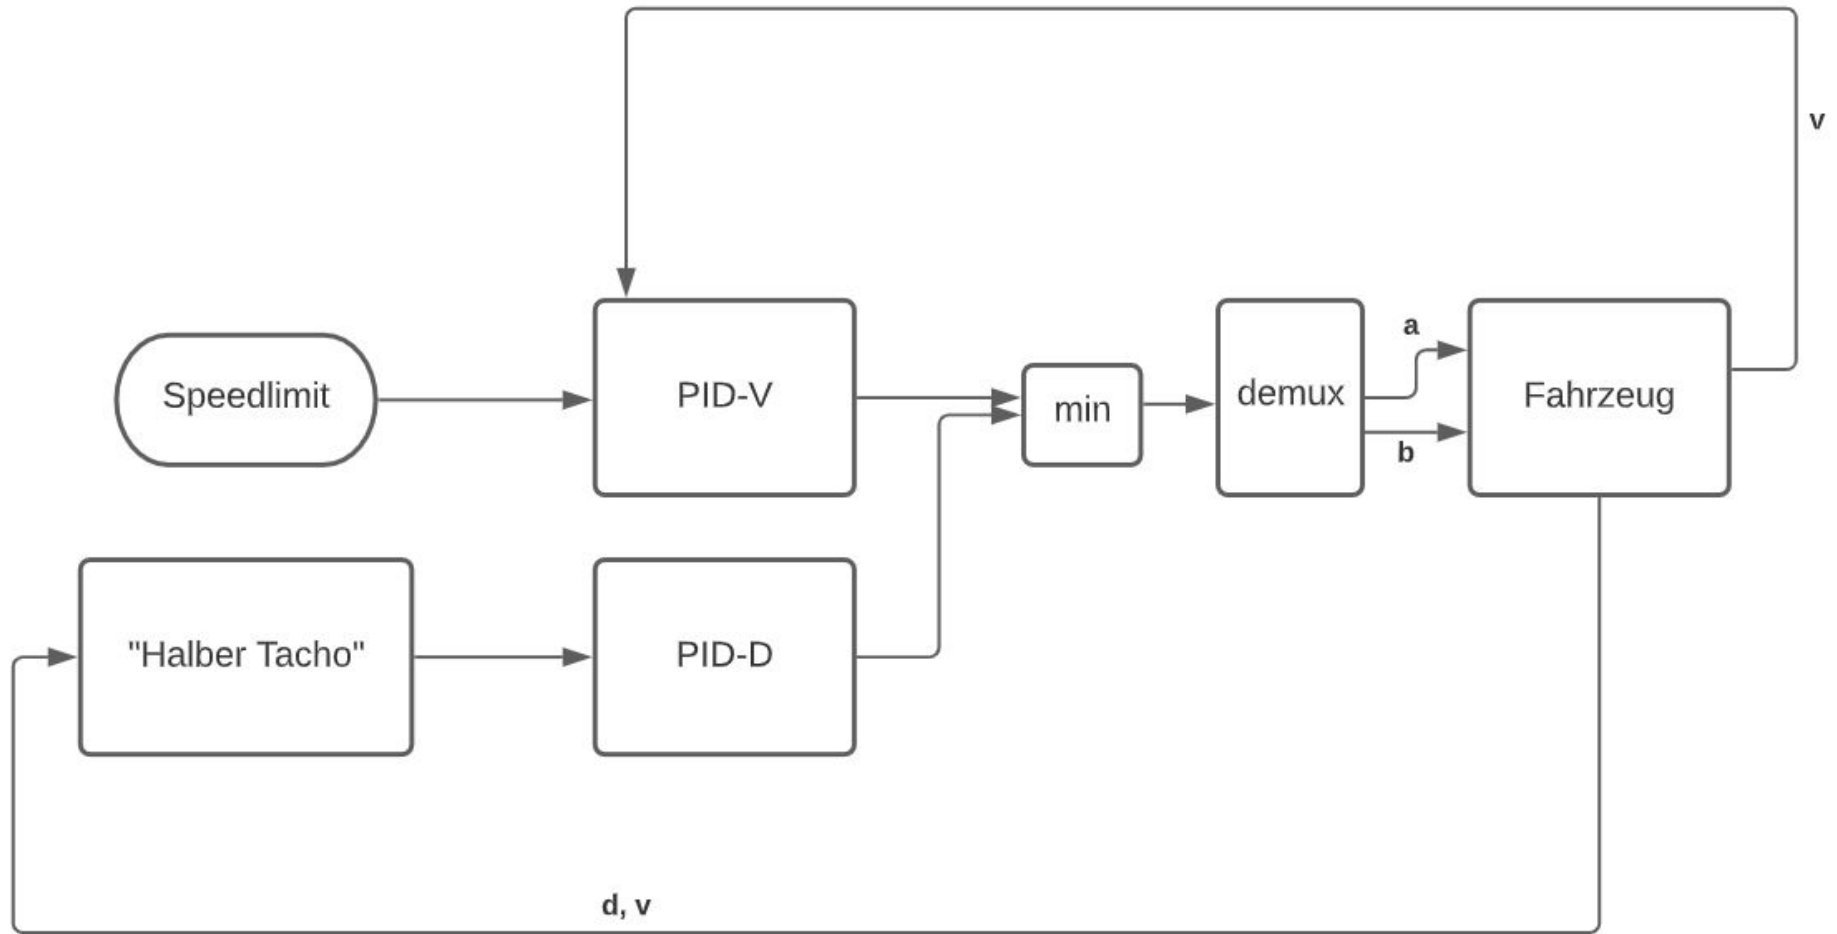 v
a
Speedlimit
PID-V
min
demux
Fahrzeug
b
"Halber Tacho"
PID-D
d, v